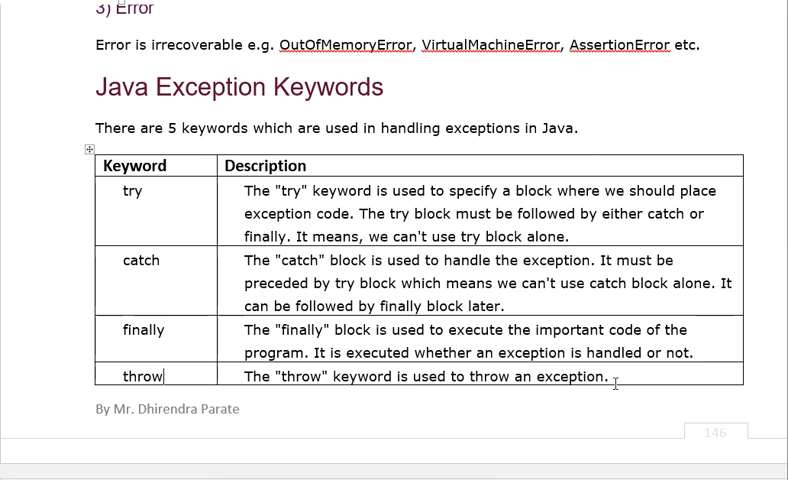 3) Error
Error is irrecoverable e.g. OutOfMemoryError, VirtualMachineError, AssertionError etc.
Java Exception Keywords
There are 5 keywords which are used in handling exceptions in Java.
Keyword Description
try The "try" keyword is used to specify a block where we should place
exception code. The try block must be followed by either catch or
finally. It means, we can't use try block alone.
catch The "catch" block is used to handle the exception. It must be
preceded by try block which means we can't use catch block alone. It
can be followed by finally block later.
finally The "finally" block is used to execute the important code of the
program. It is executed whether an exception is handled or not.
throw The "throw" keyword is used to throw an exception.
By Mr. Dhirendra Parate
146